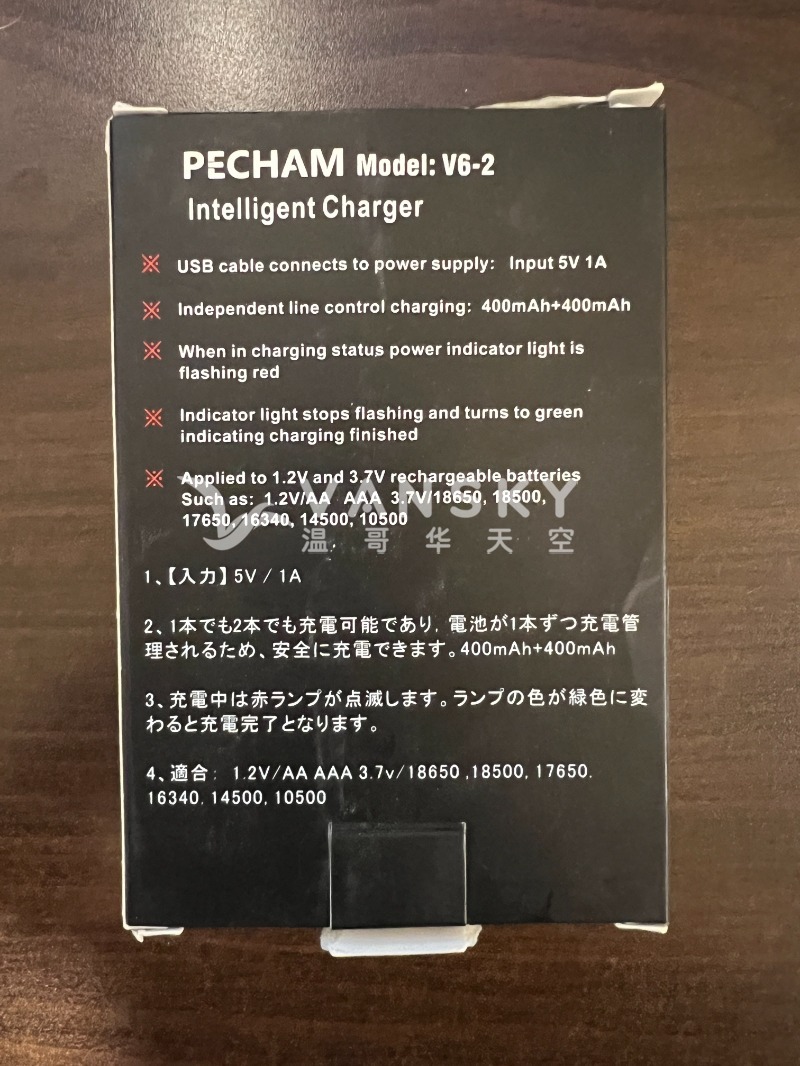 PECHAM Model: V6-2
Intelligent Charger
※ USB cable connects to power supply: Input 5V 1A
※ Independent line control charging: 400mAh+400mAh
※ When in charging status power indicator light is
flashing red
※ Indicator light stops flashing and turns to green
indicating charging finished
※ Applied to 1.2V and 3.7V rechargeable batteries
Such as: 1.2V/AA AAA 3.7V/18650, 18500,
17650, 16340, 14500, 10500
VANSKY
温哥华天空
1、【入力】5V / 1A
2、1本でも2本でも充電可能であり, 電池が1本ずつ充電管
理されるため、安全に充電できます。400mAh+400mAh
3、充電中は赤ランプが点滅します。ランプの色が緑色に変
わると充電完了となります。
4、適合: 1.2V/AA AAA 3.7v/18650 ,18500, 17650.
16340. 14500, 10500